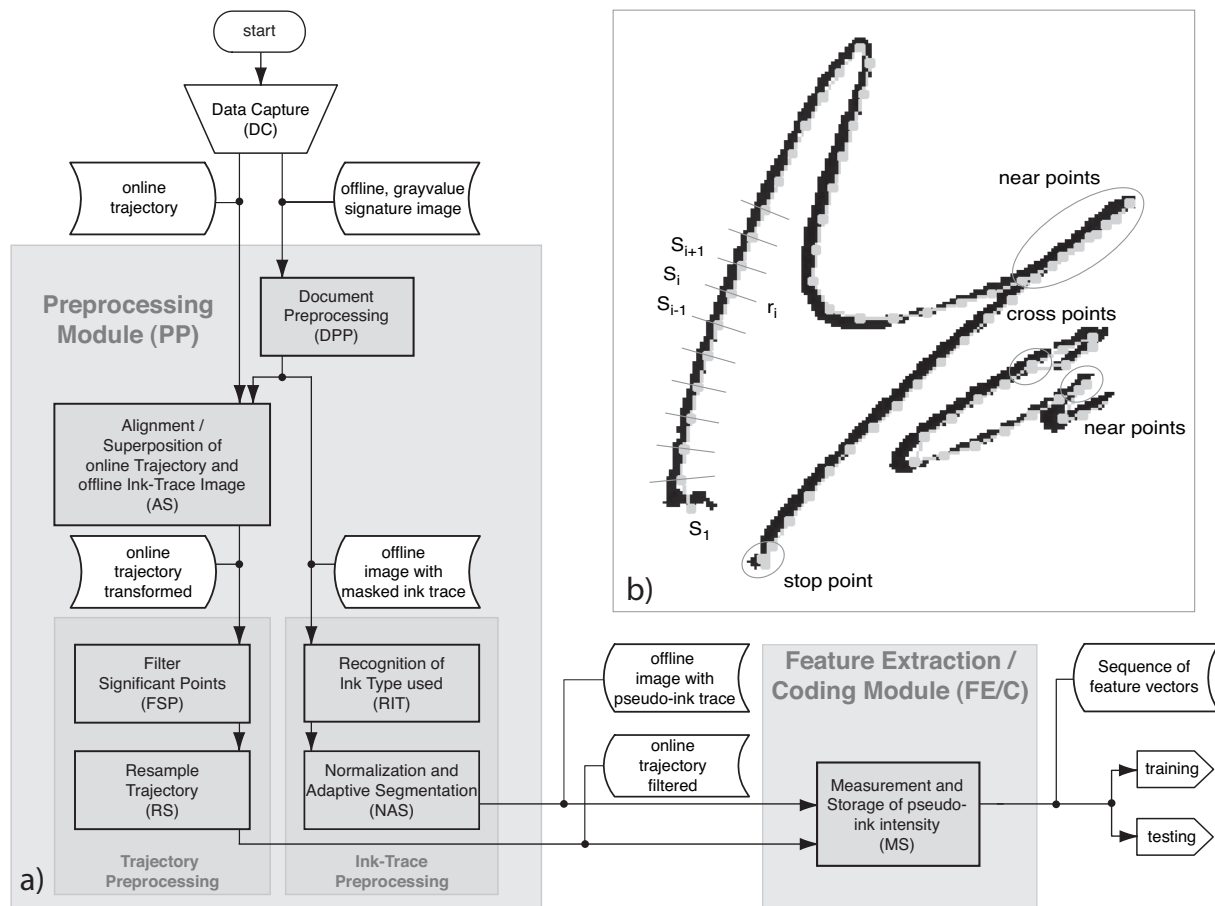 start
Data Capture
(DC)
online
trajectory
offline, grayvalue
signature image
Preprocessing
Module (PP)
Document
Preprocessing
(DPP)
Alignment /
Superposition of
online Trajectory and
offline Ink-Trace Image
(AS)
online
trajectory
transformed
offline
image with
masked ink trace
Filter
Significant Points
(FSP)
Recognition of
Ink Type used
(RIT)
Resample
Trajectory
(RS)
Normalization and
Adaptive Segmentation
(NAS)
Trajectory
Preprocessing
Ink-Trace
Preprocessing
a)
offline
image with
pseudo-ink trace
online
trajectory
filtered
Feature Extraction /
Coding Module (FE/C)
Measurement and
Storage of pseudo-
ink intensity
(MS)
Sequence of
feature vectors
training
testing
near points
S_{i+1}
S_i
S_{i-1}
r_i
cross points
near points
S_1
stop point
b)